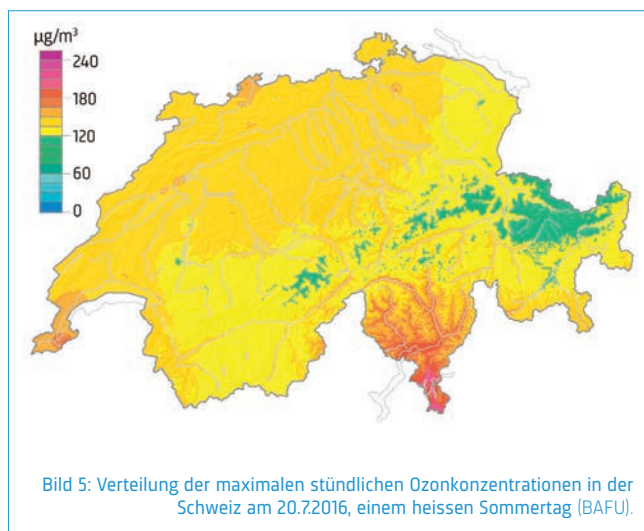 µg/m³
240
180
120
60
0
Bild 5: Verteilung der maximalen stündlichen Ozonkonzentrationen in der
Schweiz am 20.7.2016, einem heissen Sommertag (BAFU).